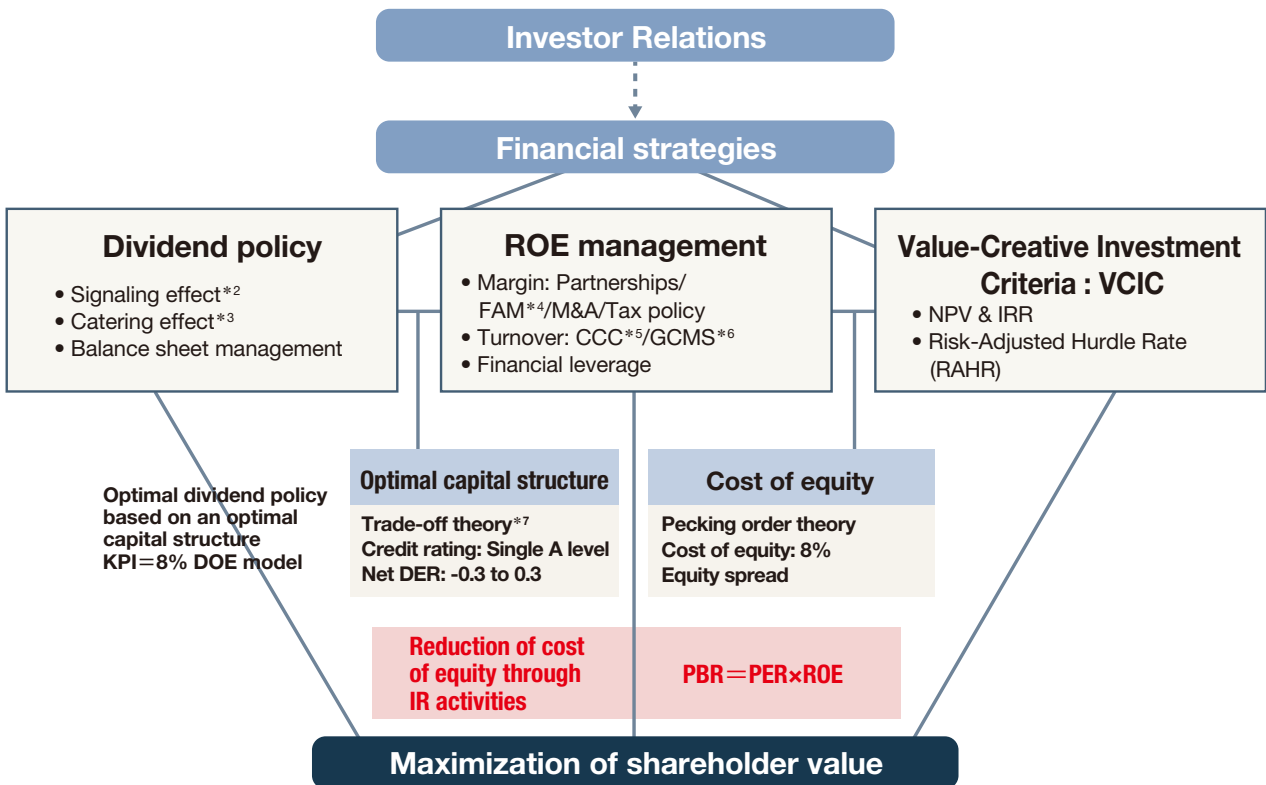 Investor Relations
Financial strategies
Dividend policy
• Signaling effect*2
• Catering effect*3
• Balance sheet management
ROE management
• Margin: Partnerships/
FAM*4/M&A/Tax policy
• Turnover: CCC*5/GCMS*6
• Financial leverage
Value-Creative Investment
Criteria : VCIC
• NPV & IRR
• Risk-Adjusted Hurdle Rate
(RAHR)
Optimal dividend policy
based on an optimal
capital structure
KPI=8% DOE model
Optimal capital structure
Trade-off theory*7
Credit rating: Single A level
Net DER: -0.3 to 0.3
Cost of equity
Pecking order theory
Cost of equity: 8%
Equity spread
Reduction of cost
of equity through
IR activities
PBR=PER×ROE
Maximization of shareholder value